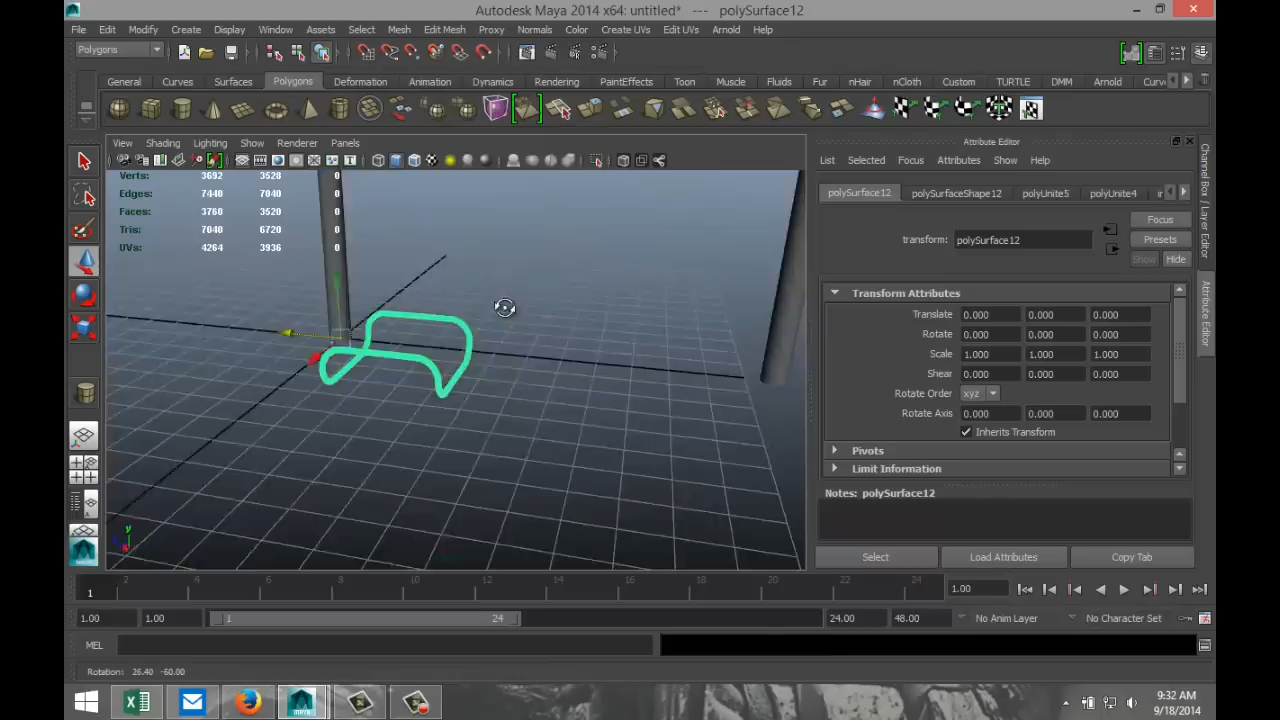 Autodesk Maya 2014 x64: untitled* --- polySurface12
File Edit Modify Create Display Window Assets Select Mesh Edit Mesh Proxy Normals Color Create UVs Edit UVs Arnold Help
Polygons
General Curves Surfaces Polygons Deformation Animation Dynamics Rendering PaintEffects Toon Muscle Fluids Fur nHair nCloth Custom TURTLE DMM Arnold Curv
View Shading Lighting Show Renderer Panels
Verts: 3692 3528 0
Edges: 7440 7040 0
Faces: 3760 3520 0
Tris: 7040 6720 0
UVs: 4264 3936 0
Attribute Editor
List Selected Focus Attributes Show Help
polySurface12 polySurfaceShape12 polyUnite5 polyUnite4
transform: polySurface12
Focus
Presets
Show Hide
Transform Attributes
Translate 0.000 0.000 0.000
Rotate 0.000 0.000 0.000
Scale 1.000 1.000 1.000
Shear 0.000 0.000 0.000
Rotate Order xyz
Rotate Axis 0.000 0.000 0.000
Inherits Transform
Pivots
Limit Information
Notes: polySurface12
Select Load Attributes Copy Tab
Channel Box / Layer Editor
Attribute Editor
2 4 6 8 10 12 14 16 18 20 22 24
1
1.00
1.00 1.00 1 24 24.00 48.00 No Anim Layer No Character Set
MEL
Rotation: 26.40 -60.00
9:32 AM
9/18/2014